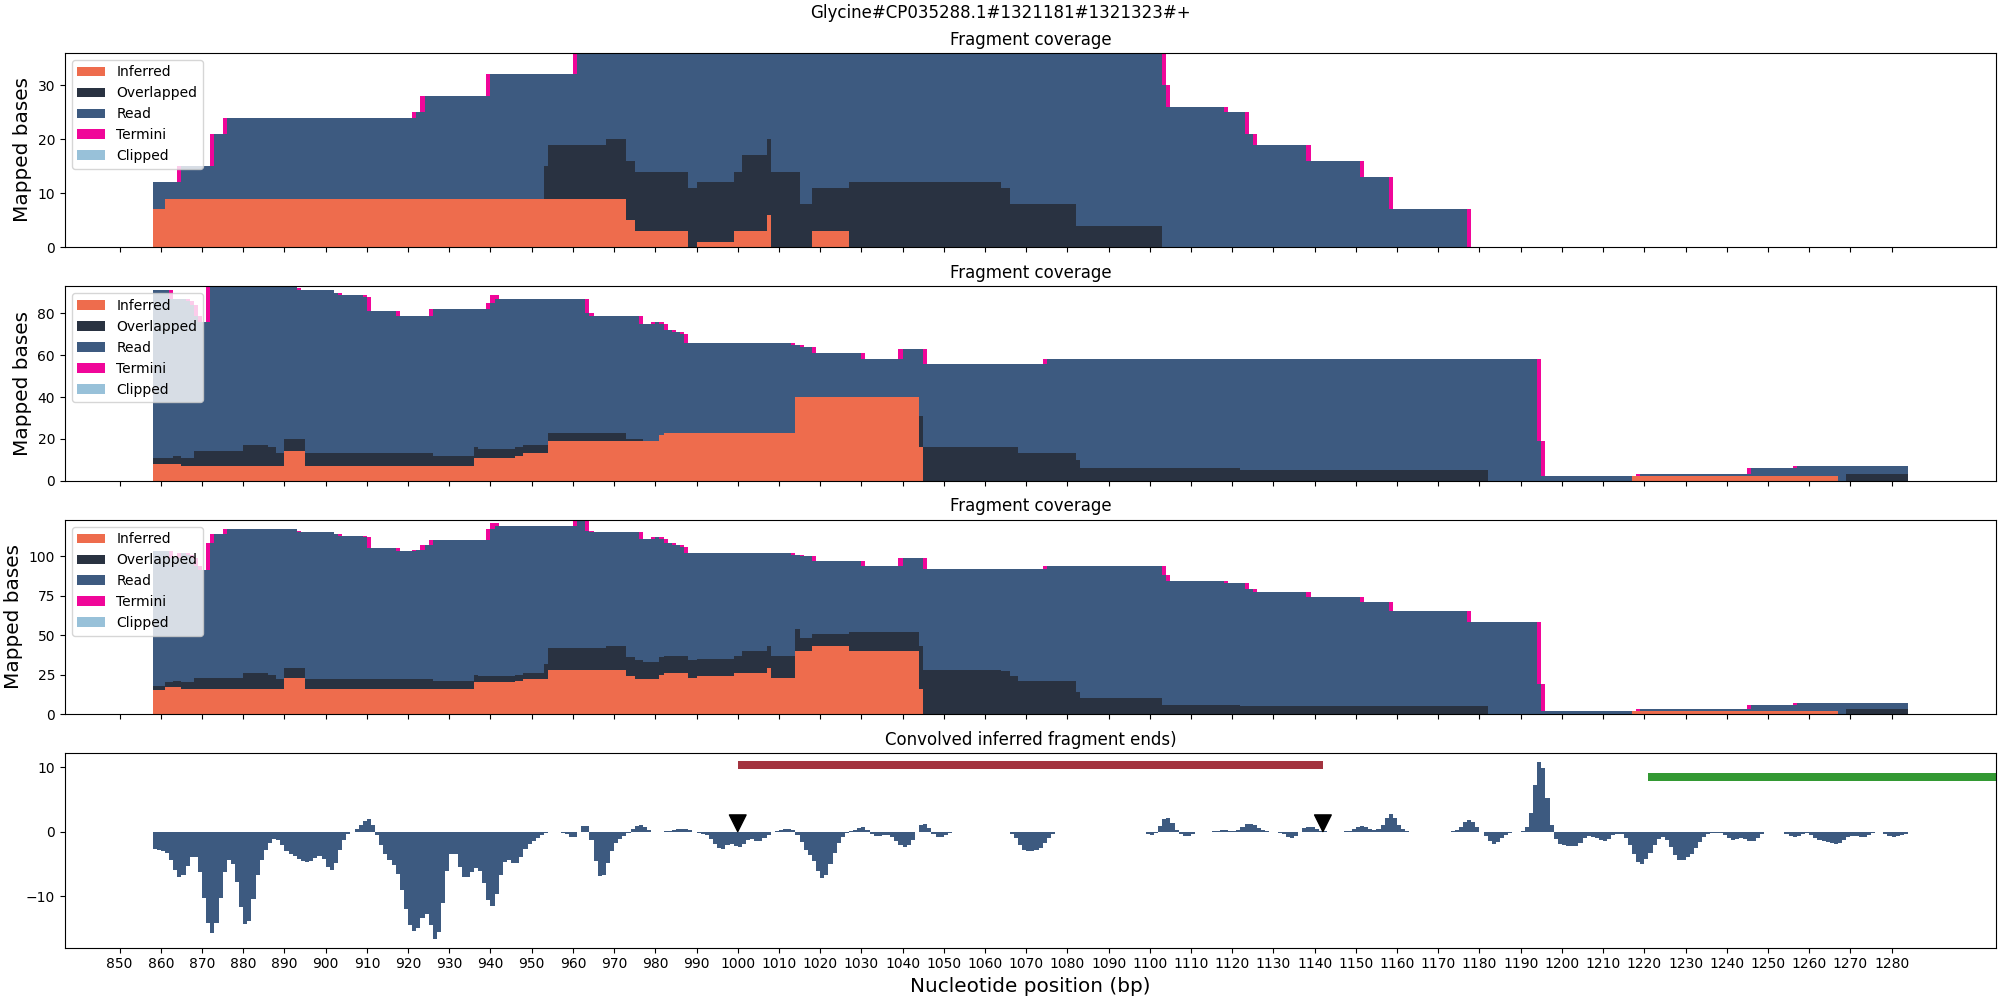 Glycine#CP035288.1#1321181#1321323#+
Fragment coverage
Mapped bases
30
20
10
0
Inferred
Overlapped
Read
Termini
Clipped
Fragment coverage
Mapped bases
80
60
40
20
0
Inferred
Overlapped
Read
Termini
Clipped
Fragment coverage
Mapped bases
100
75
50
25
0
Inferred
Overlapped
Read
Termini
Clipped
Convolved inferred fragment ends)
10
0
−10
850 860 870 880 890 900 910 920 930 940 950 960 970 980 990 1000 1010 1020 1030 1040 1050 1060 1070 1080 1090 1100 1110 1120 1130 1140 1150 1160 1170 1180 1190 1200 1210 1220 1230 1240 1250 1260 1270 1280
Nucleotide position (bp)